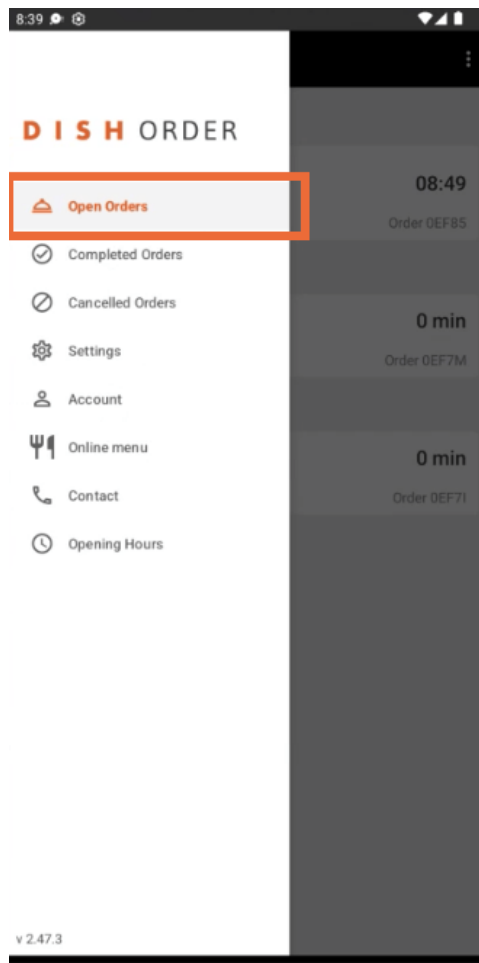 8:39
DISH ORDER
08:49
Open Orders
Order 0EF85
Completed Orders
Cancelled Orders
0 min
Settings
Order 0EF7M
Account
Online menu
0 min
Contact
Order 0EF7I
Opening Hours
v 2.47.3